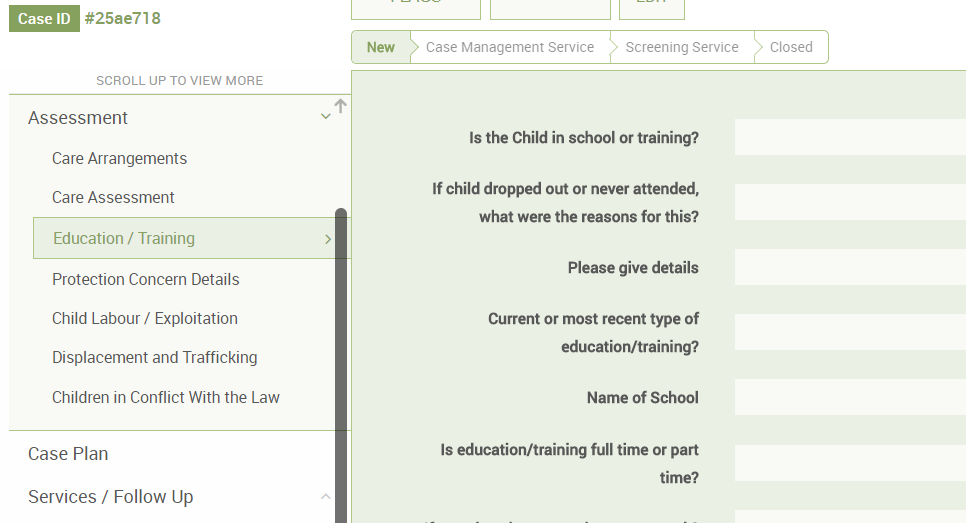 Case ID #25ae718
EDIT
New Case Management Service Screening Service Closed
SCROLL UP TO VIEW MORE
Assessment
Care Arrangements
Care Assessment
Education / Training
Protection Concern Details
Child Labour / Exploitation
Displacement and Trafficking
Children in Conflict With the Law
Case Plan
Services / Follow Up
Is the Child in school or training?
If child dropped out or never attended,
what were the reasons for this?
Please give details
Current or most recent type of
education/training?
Name of School
Is education/training full time or part
time?